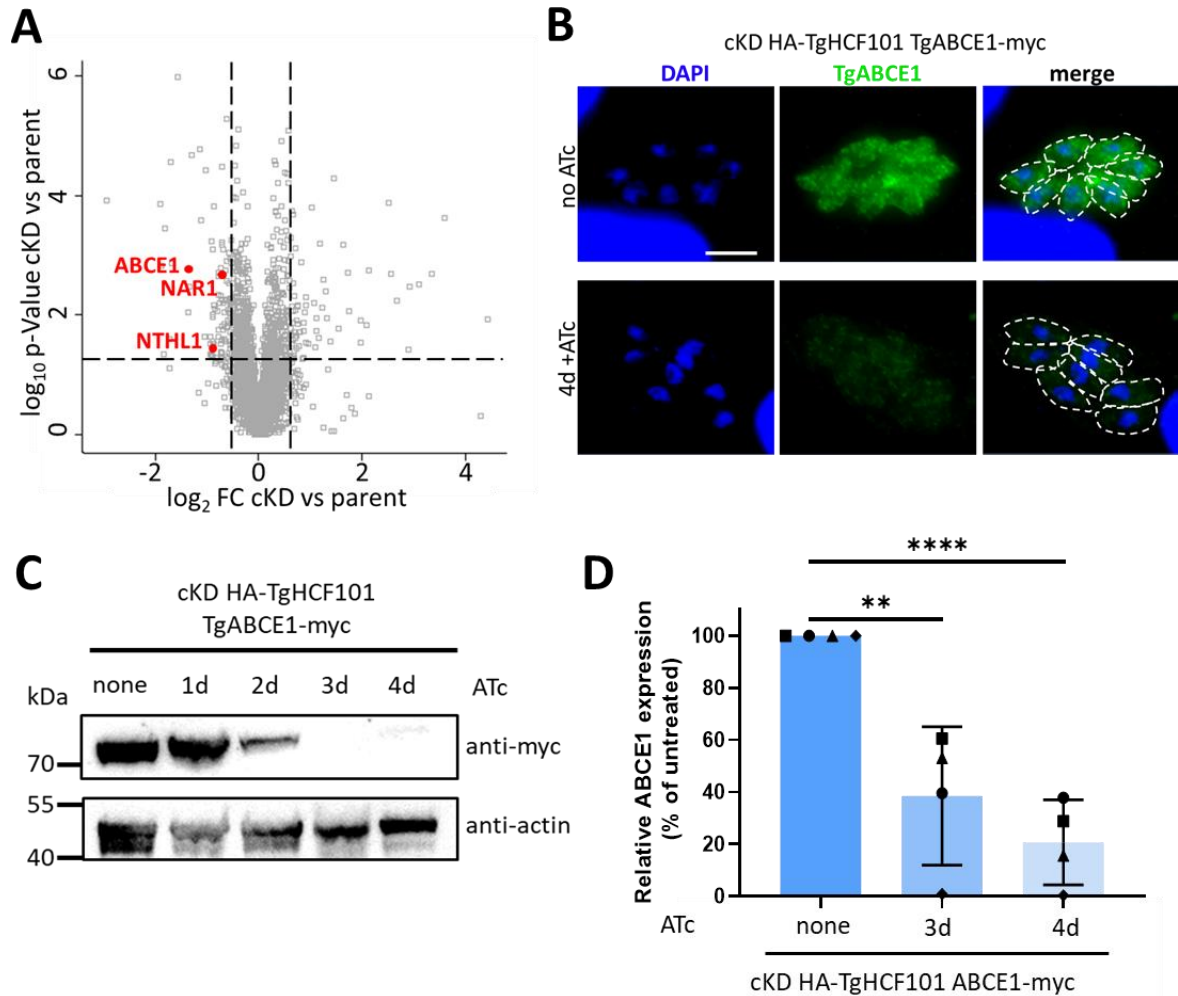 A
log₁₀ p-Value cKD vs parent
6
4
2
0
ABCE1
NAR1
NTHL1
-2 0 2 4
log₂ FC cKD vs parent
B
cKD HA-TgHCF101 TgABCE1-myc
DAPI TgABCE1 merge
no ATc
4d +ATc
C
cKD HA-TgHCF101
TgABCE1-myc
kDa none 1d 2d 3d 4d ATc
70 anti-myc
55
anti-actin
40
D
Relative ABCE1 expression
(% of untreated)
****
**
100
80
60
40
20
0
ATc none 3d 4d
cKD HA-TgHCF101 ABCE1-myc